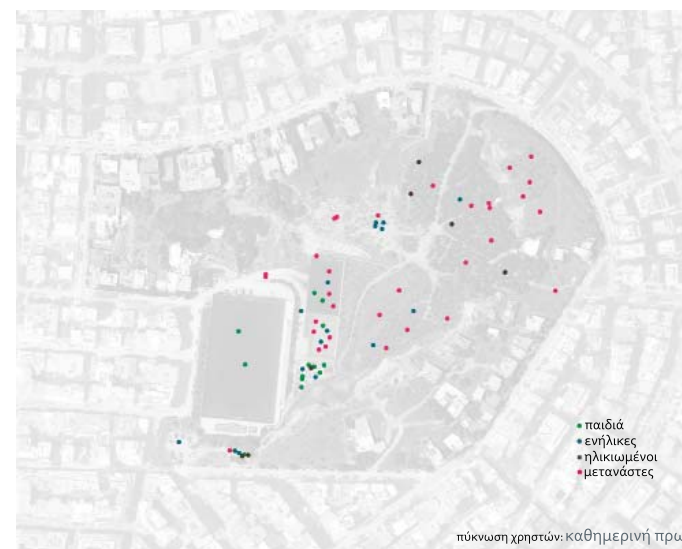 παιδιά
ενήλικες
ηλικιωμένοι
μετανάστες
πύκνωση χρηστών: καθημερινή πρω